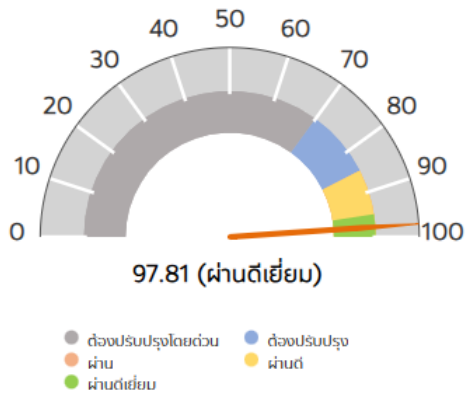 50
40 60
30 70
20 80
10 90
0 100
97.81 (ผ่านดีเยี่ยม)
ต้องปรับปรุงโดยด่วน ต้องปรับปรุง
ผ่าน ผ่านดี
ผ่านดีเยี่ยม